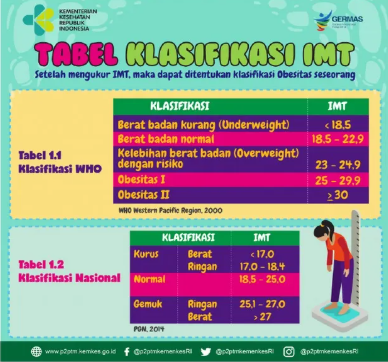 KEMENTERIAN
KESEHATAN
REPUBLIK
INDONESIA
GERMAS
TABEL KLASIFIKASI IMT
Setelah mengukur IMT, maka dapat ditentukan klasifikasi Obesitas seseorang
Tabel 1.1
Klasifikasi WHO
KLASIFIKASI IMT
Berat badan kurang (Underweight) < 18,5
Berat badan normal 18,5 - 22,9
Kelebihan berat badan (Overweight)
dengan risiko 23 - 24,9
Obesitas I 25 - 29,9
Obesitas II ≥ 30
WHO Western Pacific Region, 2000
Tabel 1.2
Klasifikasi Nasional
KLASIFIKASI IMT
Kurus Berat < 17,0
Ringan 17,0 - 18,4
Normal 18,5 - 25,0
Gemuk Ringan 25,1 - 27,0
Berat > 27
PGN, 2014
www.p2ptm.kemkes.go.id @p2ptmkemenkesRI @p2ptmkemenkesRI @p2ptmkemenkesRI